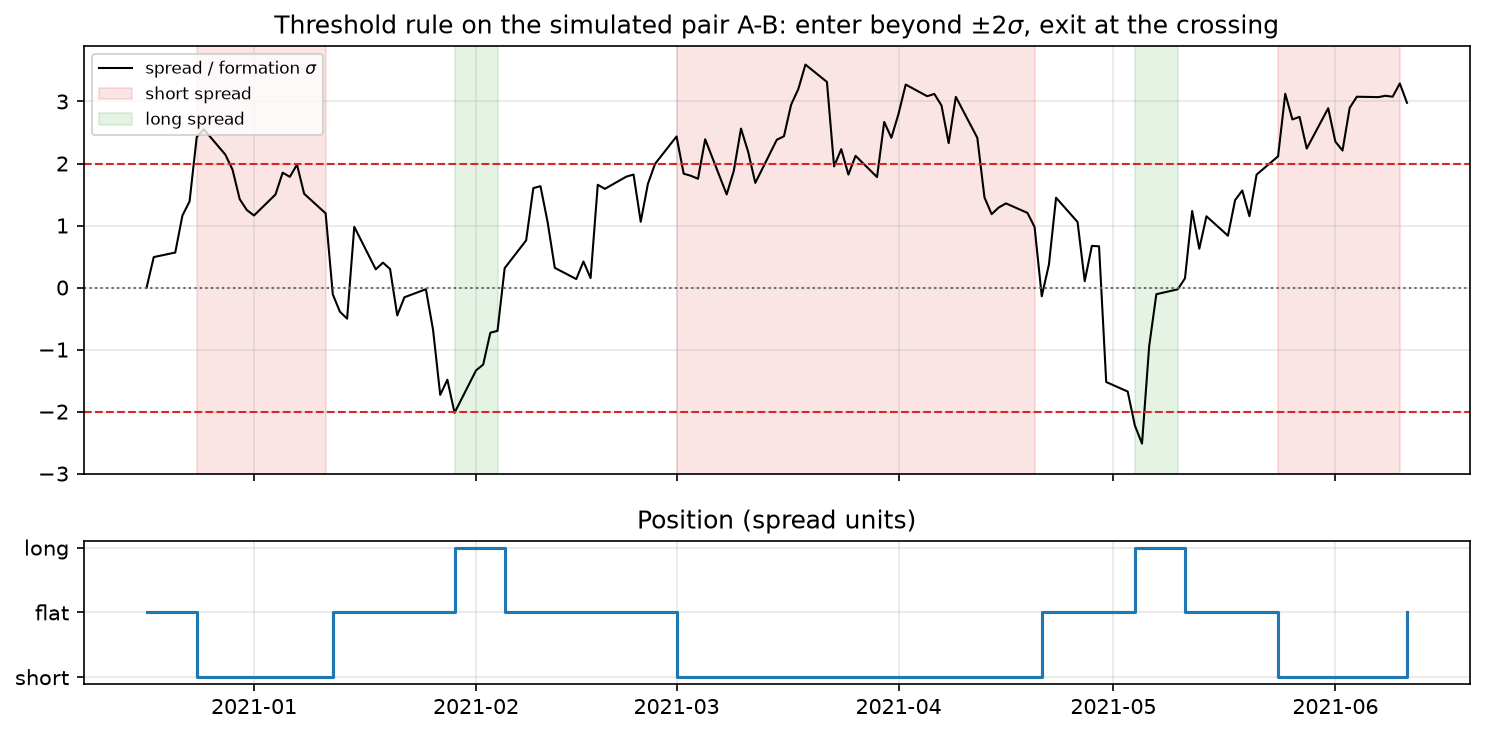 Threshold rule on the simulated pair A-B: enter beyond ±2σ, exit at the crossing
spread / formation σ
short spread
long spread
3
2
1
0
−1
−2
−3
Position (spread units)
long
flat
short
2021-01
2021-02
2021-03
2021-04
2021-05
2021-06